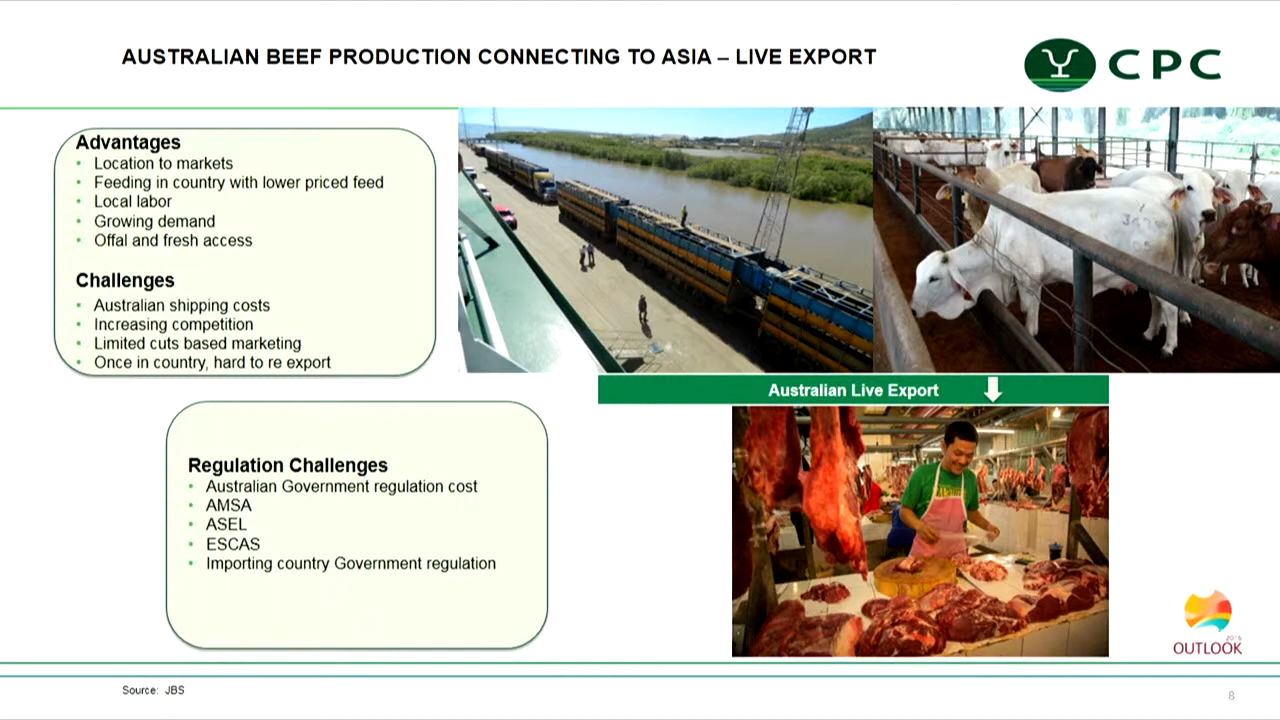 AUSTRALIAN BEEF PRODUCTION CONNECTING TO ASIA – LIVE EXPORT
CPC
Advantages
• Location to markets
• Feeding in country with lower priced feed
• Local labor
• Growing demand
• Offal and fresh access
Challenges
• Australian shipping costs
• Increasing competition
• Limited cuts based marketing
• Once in country, hard to re export
Australian Live Export
Regulation Challenges
• Australian Government regulation cost
• AMSA
• ASEL
• ESCAS
• Importing country Government regulation
OUTLOOK
Source: JBS
8